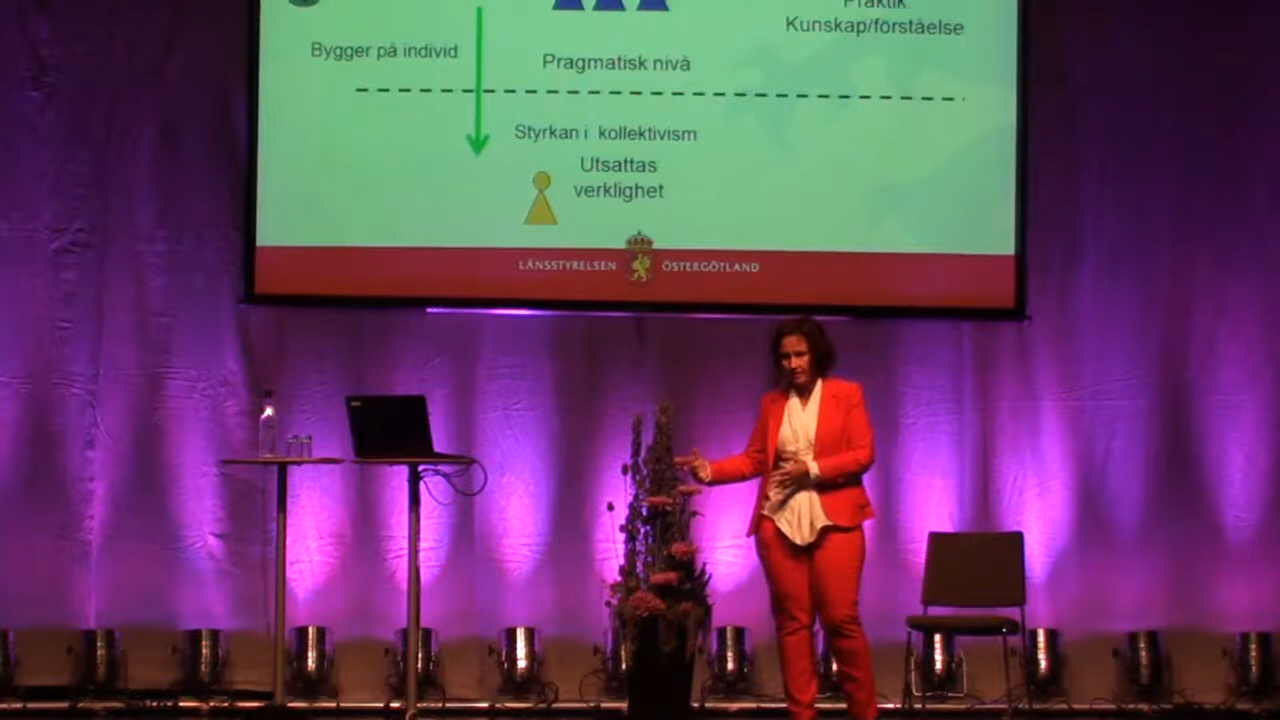 Praktik
Kunskap/förståelse
Bygger på individ
Pragmatisk nivå
Styrkan i kollektivism
Utsattas
verklighet
LÄNSSTYRELSEN ÖSTERGÖTLAND